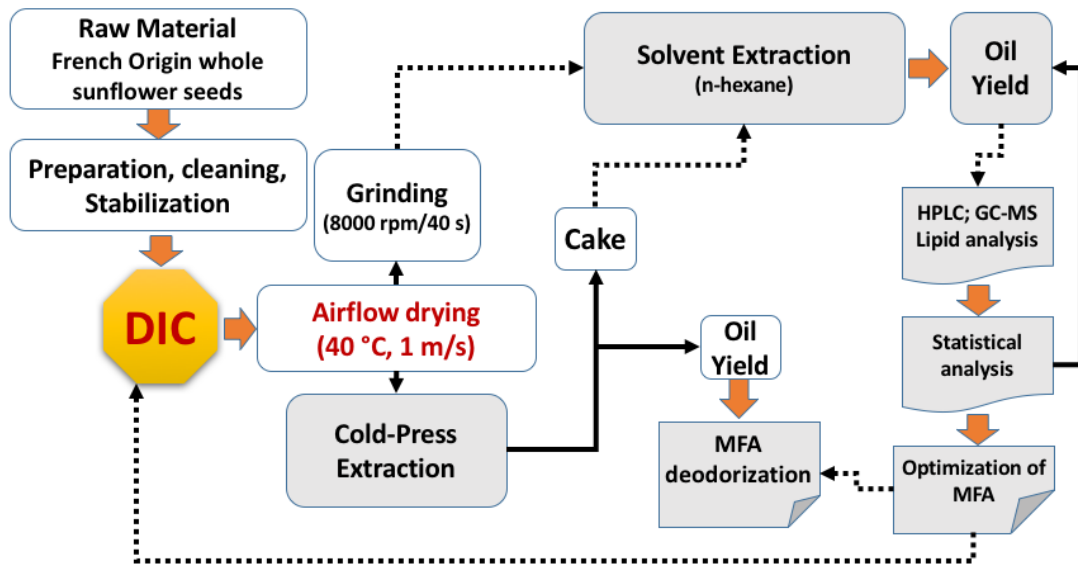 Raw Material
French Origin whole
sunflower seeds
Preparation, cleaning,
Stabilization
DIC
Airflow drying
(40 °C, 1 m/s)
Grinding
(8000 rpm/40 s)
Cold-Press
Extraction
Cake
Solvent Extraction
(n-hexane)
Oil
Yield
HPLC; GC-MS
Lipid analysis
Statistical
analysis
Optimization of
MFA
Oil
Yield
MFA
deodorization